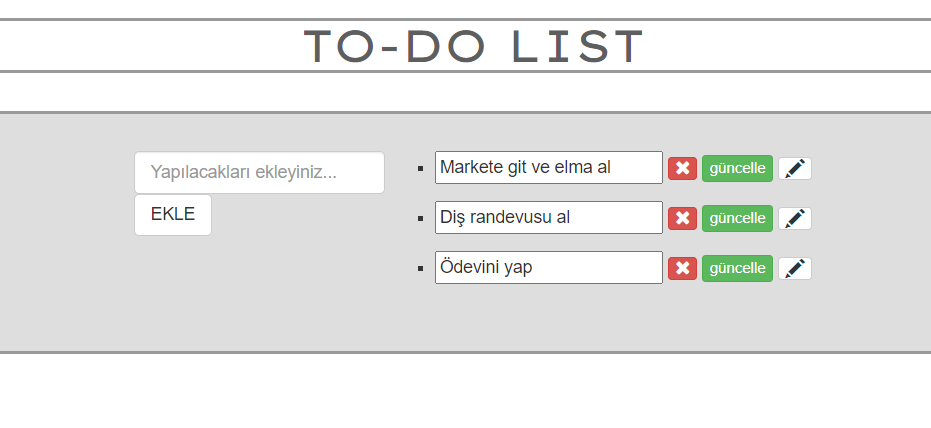 TO-DO LIST
Yapılacakları ekleyiniz...
EKLE
Markete git ve elma al güncelle
Diş randevusu al güncelle
Ödevini yap güncelle